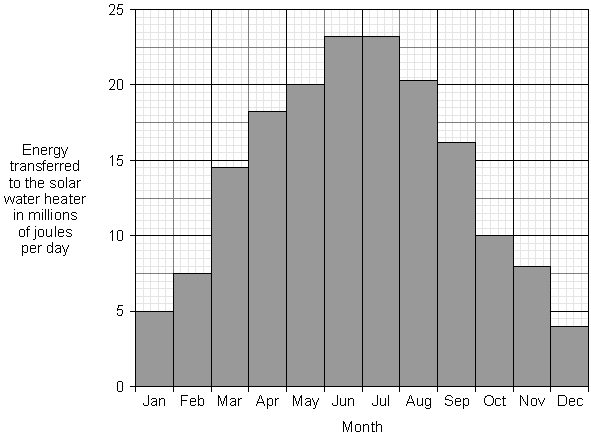 25
20
15
10
5
0
Energy
transferred
to the solar
water heater
in millions
of joules
per day
Jan Feb Mar Apr May Jun Jul Aug Sep Oct Nov Dec
Month